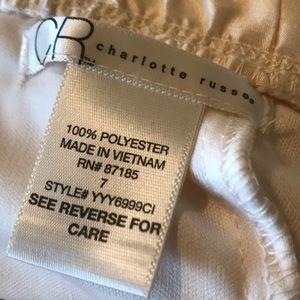 CR charlotte russe
100% POLYESTER
MADE IN VIETNAM
RN# 87185
7
STYLE# YYY6999CI
SEE REVERSE FOR
CARE